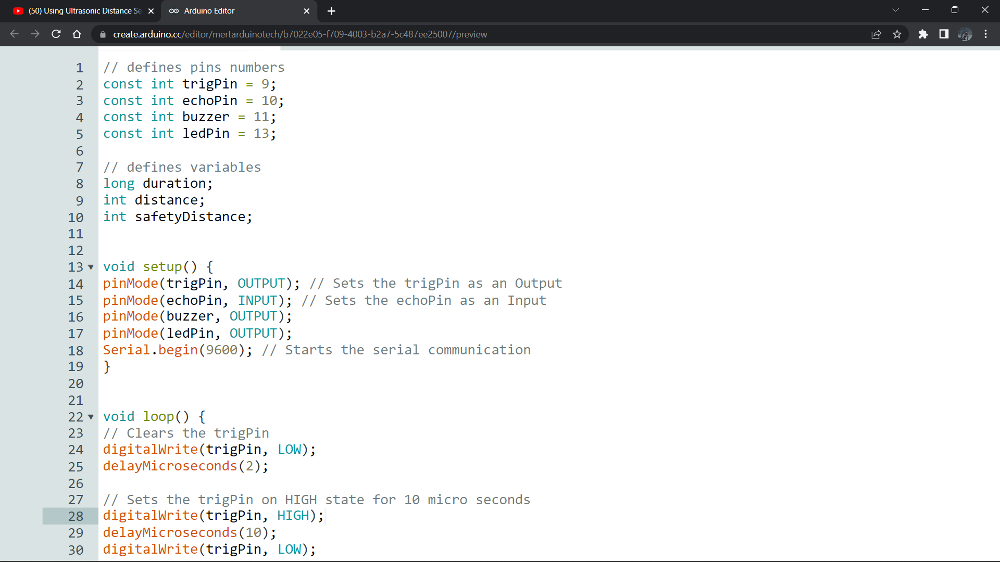 (50) Using Ultrasonic Distance Se
Arduino Editor
create.arduino.cc/editor/mertarduinotech/b7022e05-f709-4003-b2a7-5c487ee25007/preview
1 // defines pins numbers
2 const int trigPin = 9;
3 const int echoPin = 10;
4 const int buzzer = 11;
5 const int ledPin = 13;
6
7 // defines variables
8 long duration;
9 int distance;
10 int safetyDistance;
11
12
13 void setup() {
14 pinMode(trigPin, OUTPUT); // Sets the trigPin as an Output
15 pinMode(echoPin, INPUT); // Sets the echoPin as an Input
16 pinMode(buzzer, OUTPUT);
17 pinMode(ledPin, OUTPUT);
18 Serial.begin(9600); // Starts the serial communication
19 }
20
21
22 void loop() {
23 // Clears the trigPin
24 digitalWrite(trigPin, LOW);
25 delayMicroseconds(2);
26
27 // Sets the trigPin on HIGH state for 10 micro seconds
28 digitalWrite(trigPin, HIGH);
29 delayMicroseconds(10);
30 digitalWrite(trigPin, LOW);